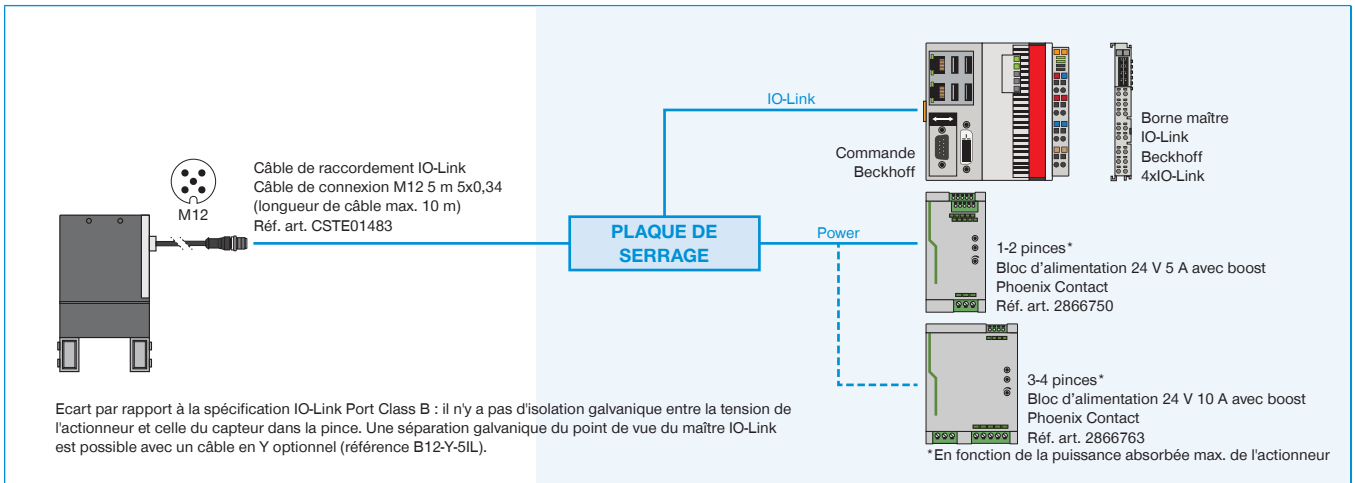 IO-Link
Commande
Beckhoff
Borne maître
IO-Link
Beckhoff
4xIO-Link
M12
Câble de raccordement IO-Link
Câble de connexion M12 5 m 5x0,34
(longueur de câble max. 10 m)
Réf. art. CSTE01483
PLAQUE DE
SERRAGE
Power
1-2 pinces*
Bloc d'alimentation 24 V 5 A avec boost
Phoenix Contact
Réf. art. 2866750
3-4 pinces*
Bloc d'alimentation 24 V 10 A avec boost
Phoenix Contact
Réf. art. 2866763
*En fonction de la puissance absorbée max. de l'actionneur
Ecart par rapport à la spécification IO-Link Port Class B : il n'y a pas d'isolation galvanique entre la tension de
l'actionneur et celle du capteur dans la pince. Une séparation galvanique du point de vue du maître IO-Link
est possible avec un câble en Y optionnel (référence B12-Y-5IL).